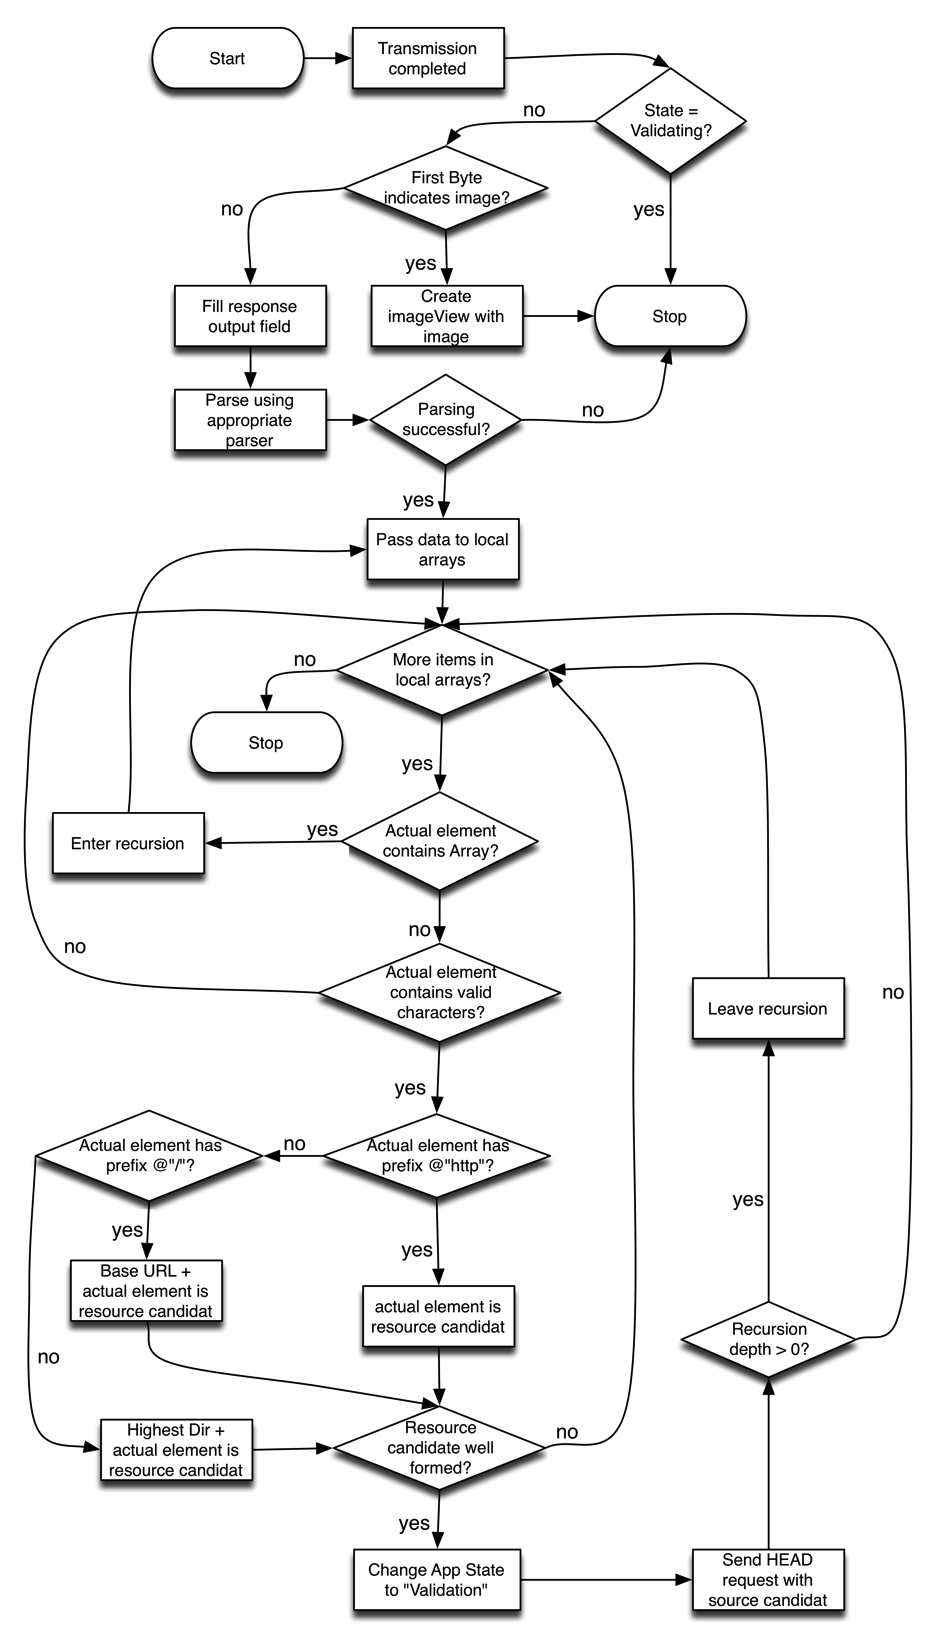 Start
Transmission
completed
State =
Validating?
no
First Byte
indicates image?
no
yes
yes
Fill response
output field
Create
imageView with
image
Stop
Parse using
appropriate
parser
Parsing
successful?
no
yes
Pass data to local
arrays
More items in
local arrays?
no
Stop
yes
Enter recursion
yes
Actual element
contains Array?
no
no
Actual element
contains valid
characters?
Leave recursion
no
yes
Actual element has
prefix @"/"?
no
Actual element has
prefix @"http"?
yes
yes
yes
Base URL +
actual element is
resource candidat
actual element is
resource candidat
Recursion
depth > 0?
no
Highest Dir +
actual element is
resource candidat
Resource
candidate well
formed?
no
yes
Change App State
to "Validation"
Send HEAD
request with
source candidat